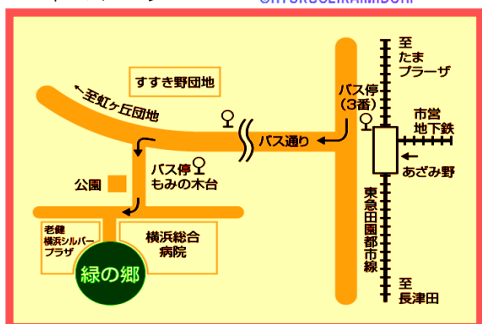 ©RYOKUSEIKAIMIDORI
至
たま
プラーザ
すすき野団地
←至虹ヶ丘団地
バス停
(3番)
市営
地下鉄
バス通り
あざみ野
バス停
もみの木台
公園
東急田園都市線
老健
横浜シルバー
プラザ
横浜総合
病院
緑の郷
至
長津田